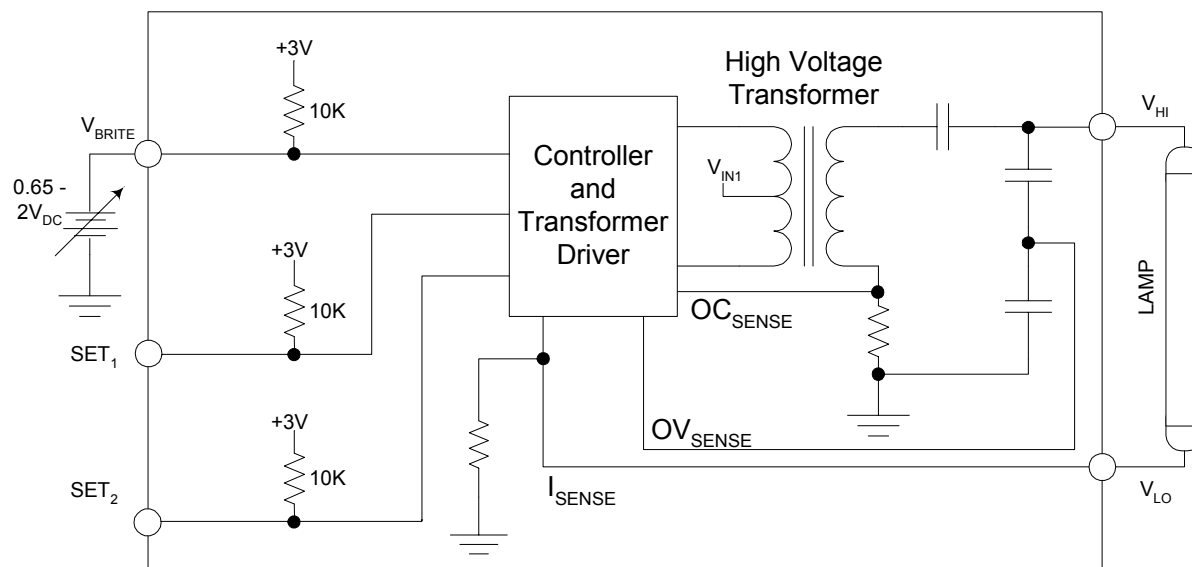 +3V
10K
High Voltage
Transformer
V_BRITE
V_HI
0.65 -
2V_DC
Controller
and
Transformer
Driver
V_IN1
+3V
10K
SET_1
OC_SENSE
LAMP
+3V
10K
SET_2
OV_SENSE
I_SENSE
V_LO